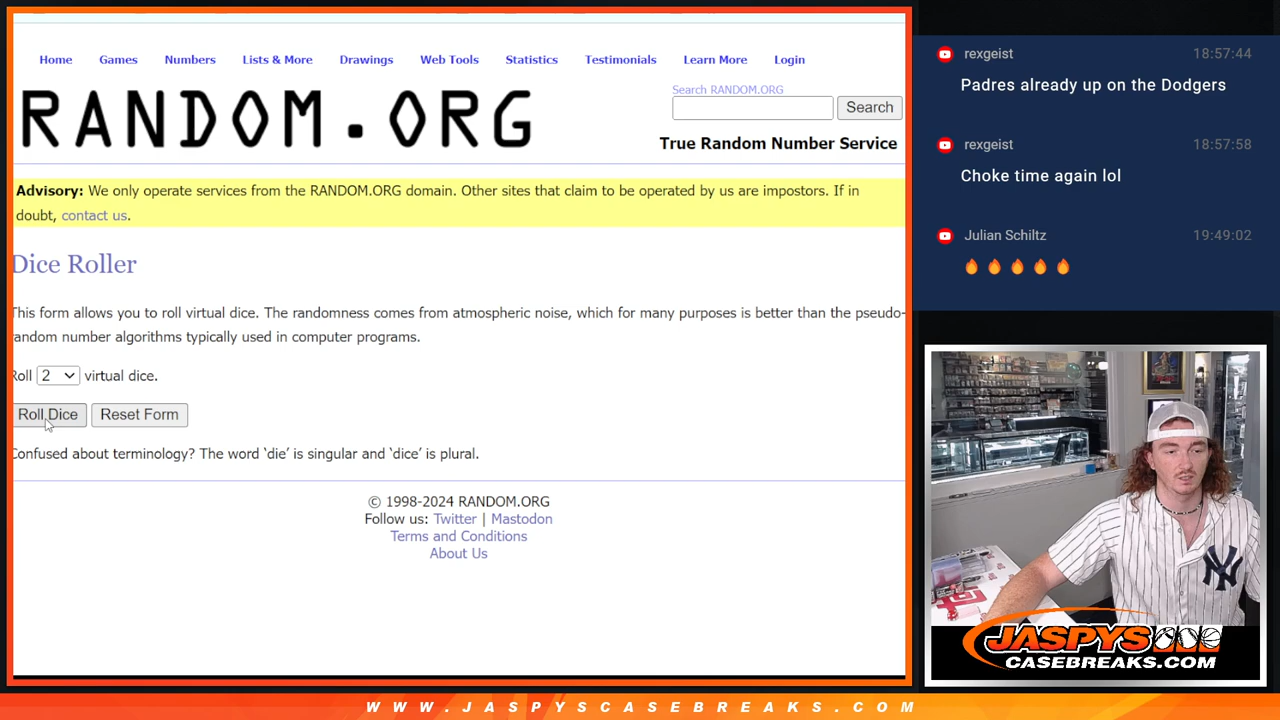 Home Games Numbers Lists & More Drawings Web Tools Statistics Testimonials Learn More Login
RANDOM.ORG
Search RANDOM.ORG
Search
True Random Number Service
Advisory: We only operate services from the RANDOM.ORG domain. Other sites that claim to be operated by us are impostors. If in
doubt, contact us.
Dice Roller
This form allows you to roll virtual dice. The randomness comes from atmospheric noise, which for many purposes is better than the pseudo-
random number algorithms typically used in computer programs.
Roll 2 virtual dice.
Roll Dice Reset Form
Confused about terminology? The word ‘die’ is singular and ‘dice’ is plural.
© 1998-2024 RANDOM.ORG
Follow us: Twitter | Mastodon
Terms and Conditions
About Us
rexgeist 18:57:44
Padres already up on the Dodgers
rexgeist 18:57:58
Choke time again lol
Julian Schiltz 19:49:02
JASPYS
CASEBREAKS.COM
WWW.JASPYSCASEBREAKS.COM